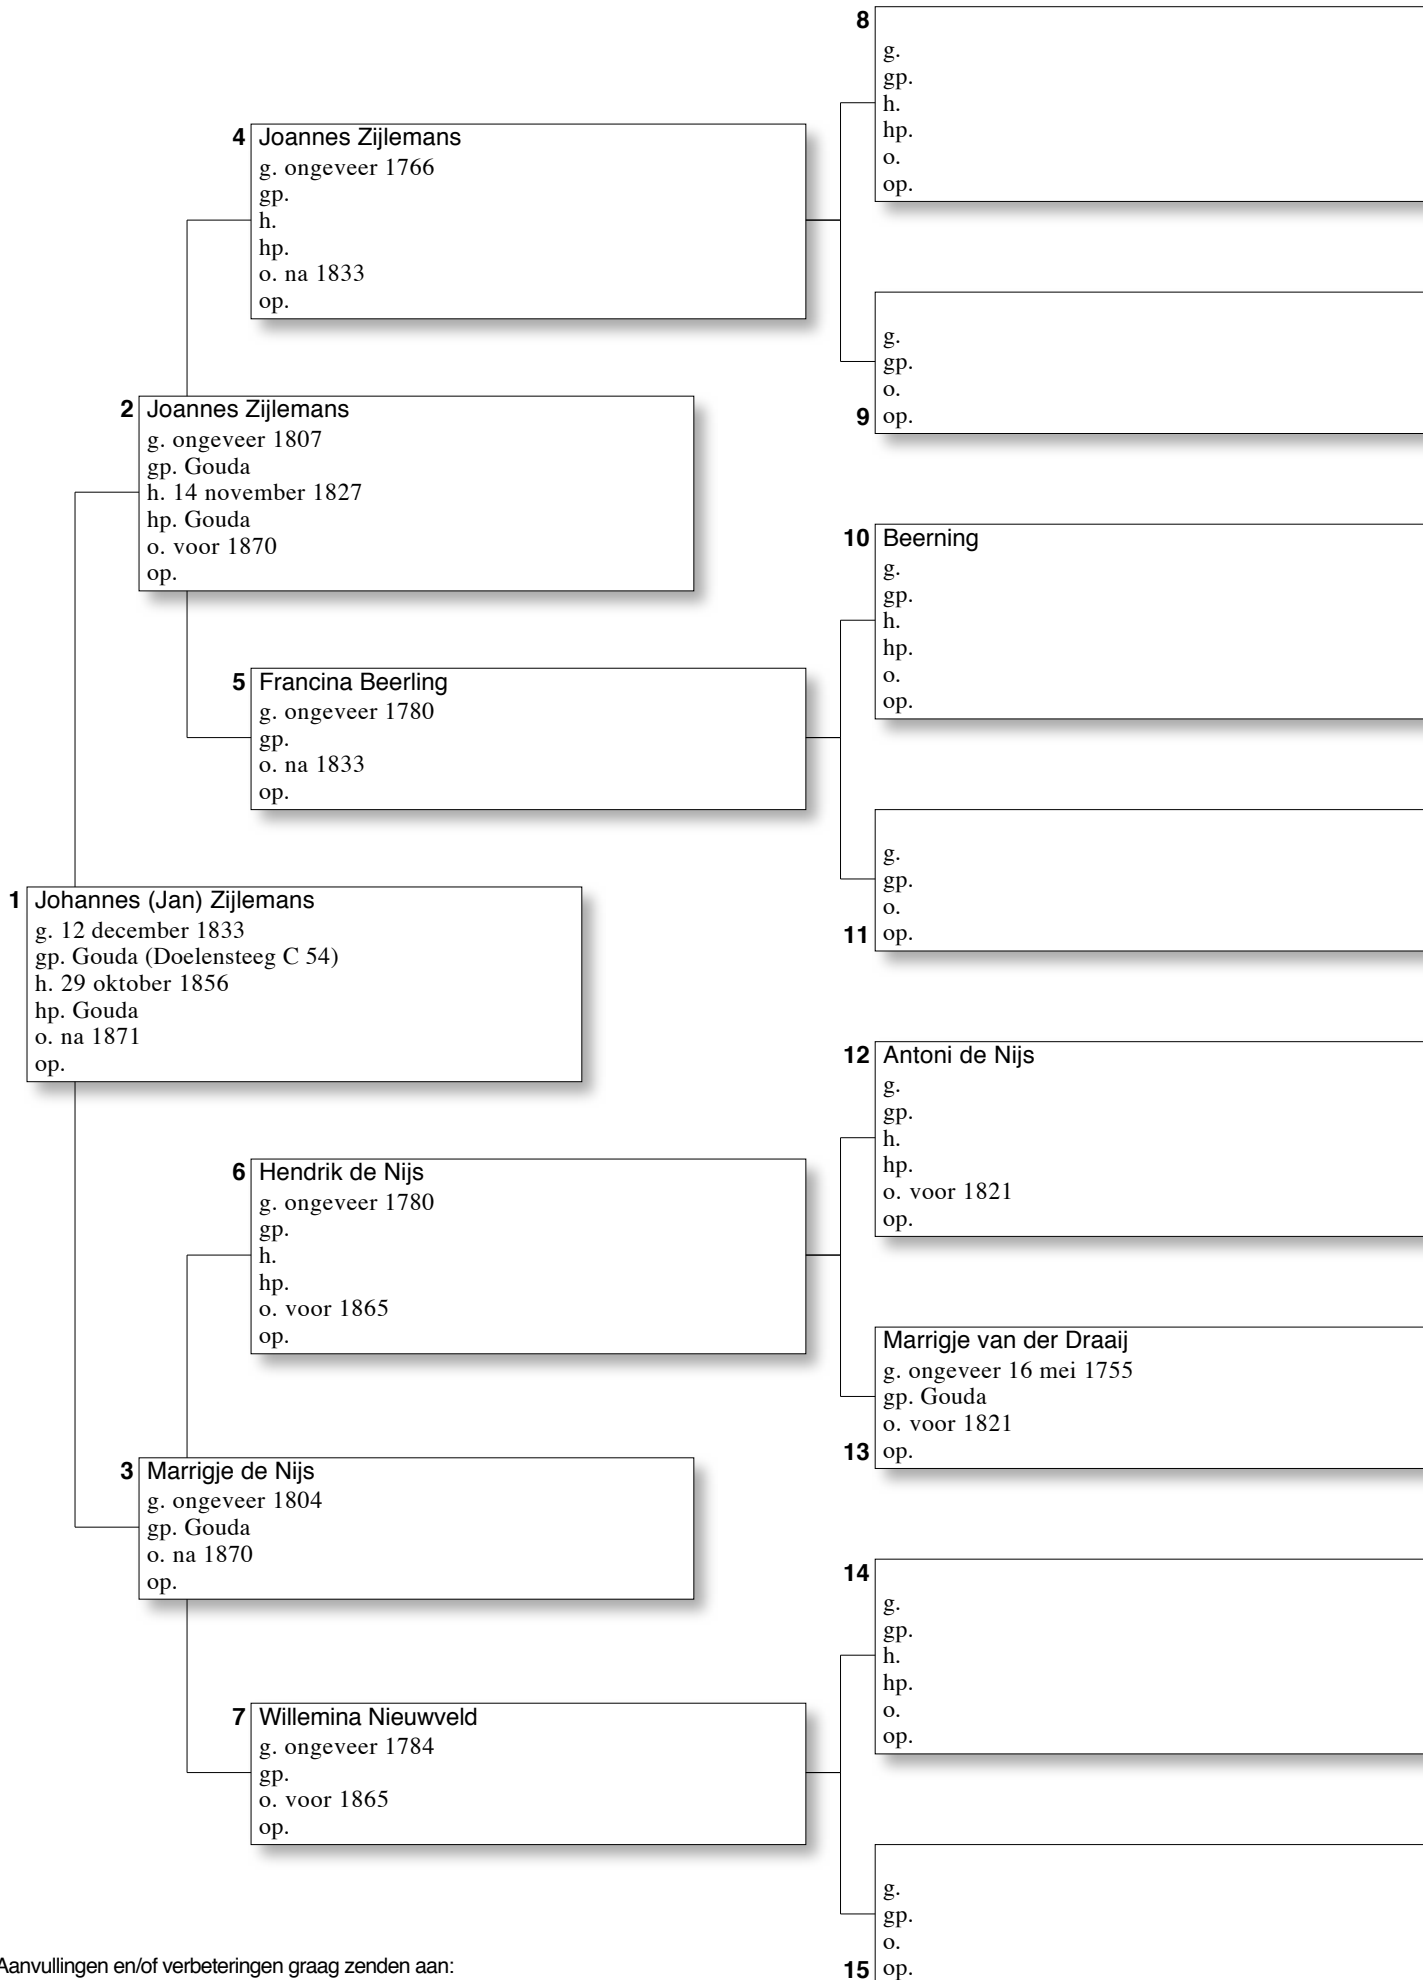 8
g.
gp.
h.
hp.
o.
op.
4 Joannes Zijlemans
g. ongeveer 1766
gp.
h.
hp.
o. na 1833
op.
g.
gp.
o.
9 op.
2 Joannes Zijlemans
g. ongeveer 1807
gp. Gouda
h. 14 november 1827
hp. Gouda
o. voor 1870
op.
10 Beerning
g.
gp.
h.
hp.
o.
op.
5 Francina Beerling
g. ongeveer 1780
gp.
o. na 1833
op.
g.
gp.
o.
11 op.
1 Johannes (Jan) Zijlemans
g. 12 december 1833
gp. Gouda (Doelensteeg C 54)
h. 29 oktober 1856
hp. Gouda
o. na 1871
op.
12 Antoni de Nijs
g.
gp.
h.
hp.
o. voor 1821
op.
6 Hendrik de Nijs
g. ongeveer 1780
gp.
h.
hp.
o. voor 1865
op.
Marrigje van der Draaij
g. ongeveer 16 mei 1755
gp. Gouda
o. voor 1821
13 op.
3 Marrigje de Nijs
g. ongeveer 1804
gp. Gouda
o. na 1870
op.
14
g.
gp.
h.
hp.
o.
op.
7 Willemina Nieuwveld
g. ongeveer 1784
gp.
o. voor 1865
op.
g.
gp.
o.
15 op.
Aanvullingen en/of verbeteringen graag zenden aan: